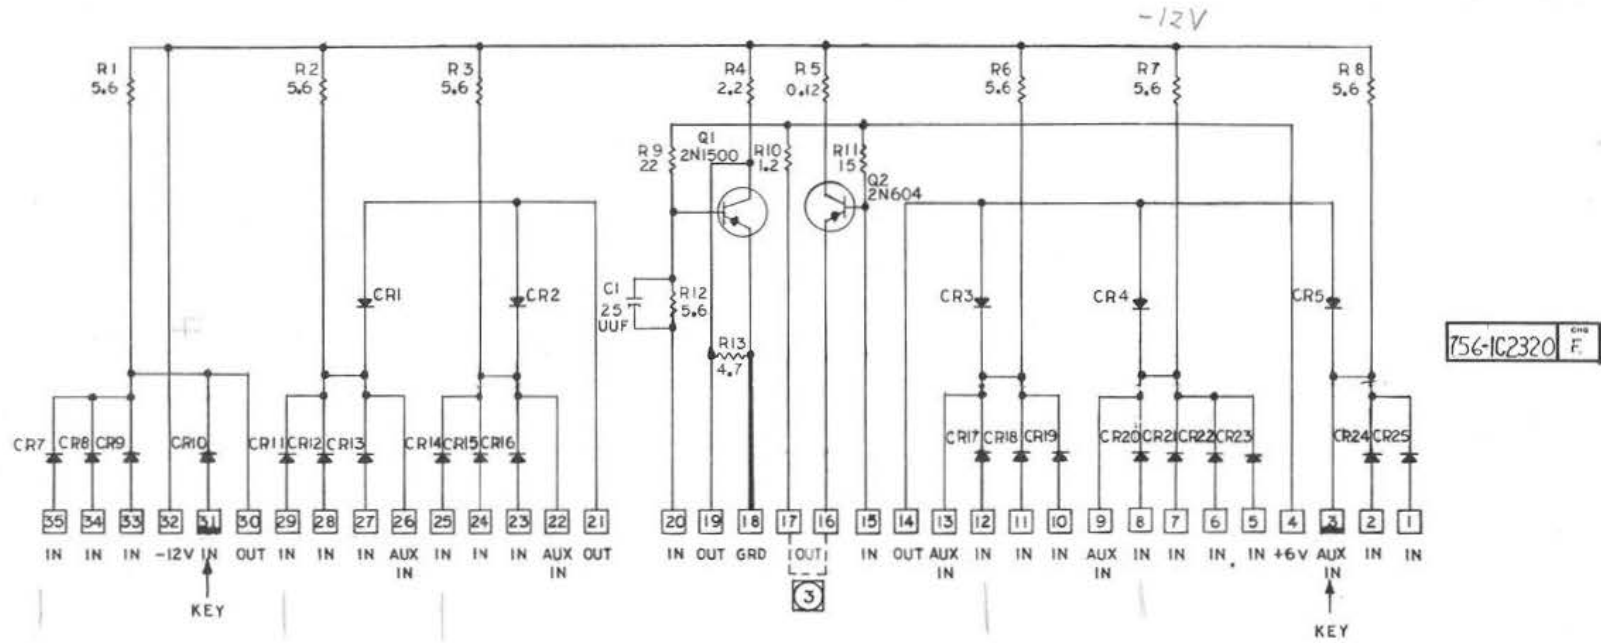 -12V
R1 R2 R3 R4 R5 R6 R7 R8
5.6 5.6 5.6 2.2 0.12 5.6 5.6 5.6
R9 Q1 R10 R11
22 2N1500 1.2 15
Q2
2N604
CR1 CR2 C1 R12 CR3 CR4 CR5
25 5.6
UUF
R13
4.7
756-1C2320 CHG E
CR7 CR8 CR9 CR10 CR11 CR12 CR13 CR14 CR15 CR16 CR17 CR18 CR19 CR20 CR21 CR22 CR23 CR24 CR25
35 34 33 32 31 30 29 28 27 26 25 24 23 22 21 20 19 18 17 16 15 14 13 12 11 10 9 8 7 6 5 4 3 2 1
IN IN IN -12V IN OUT IN IN IN AUX IN IN IN AUX OUT IN OUT GRD OUT IN OUT AUX IN IN IN AUX IN IN IN IN +6V AUX IN IN
IN IN IN IN IN
3
KEY KEY